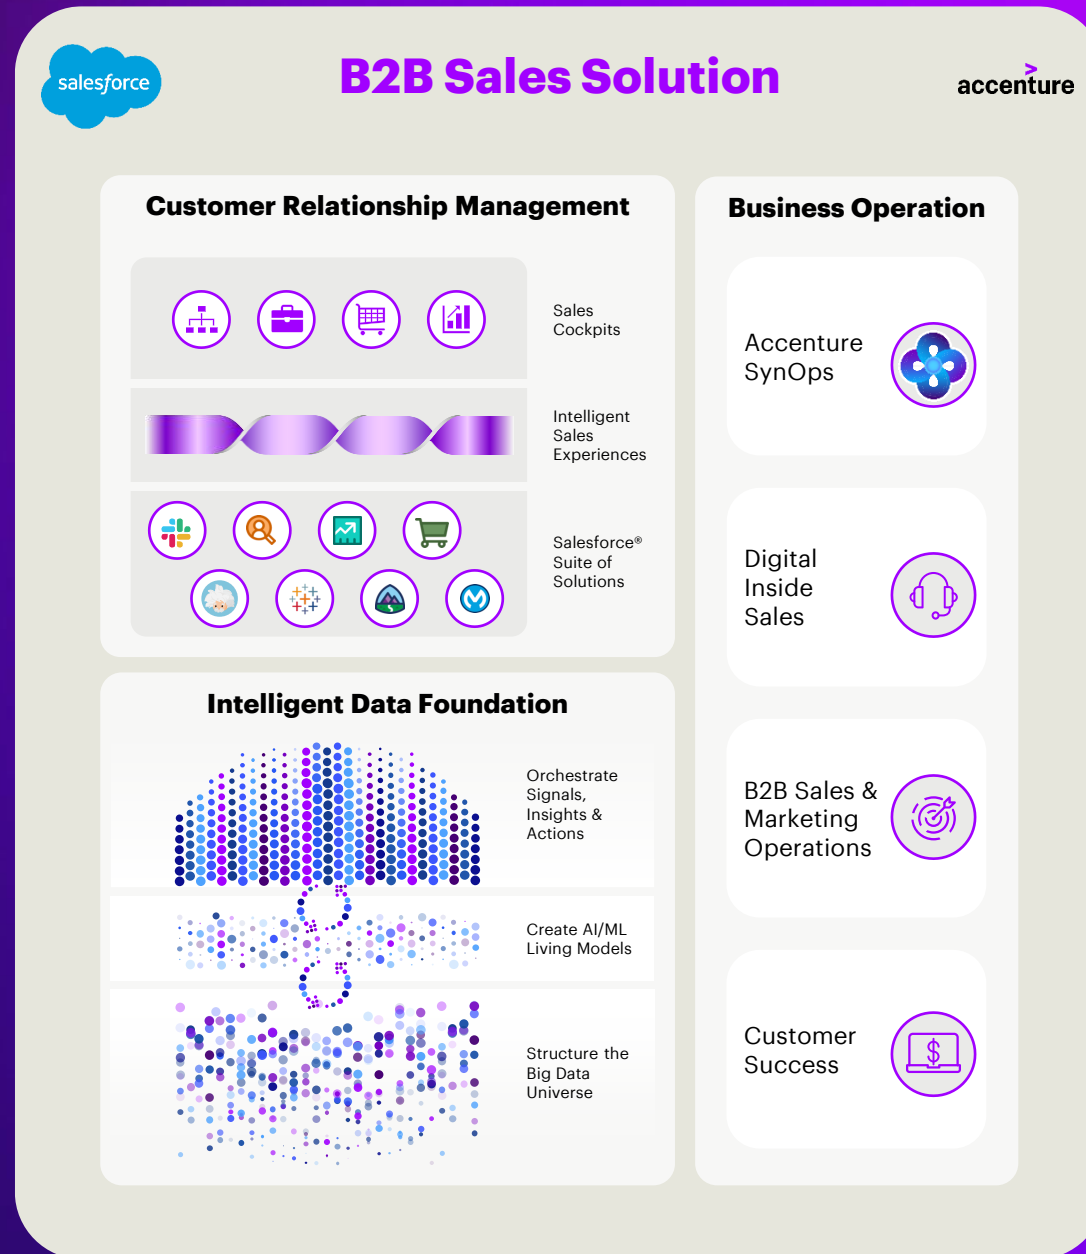 salesforce
B2B Sales Solution
accenture
Customer Relationship Management
Sales
Cockpits
Intelligent
Sales
Experiences
Salesforce®
Suite of
Solutions
Intelligent Data Foundation
Orchestrate
Signals,
Insights &
Actions
Create AI/ML
Living Models
Structure the
Big Data
Universe
Business Operation
Accenture
SynOps
Digital
Inside
Sales
B2B Sales &
Marketing
Operations
Customer
Success